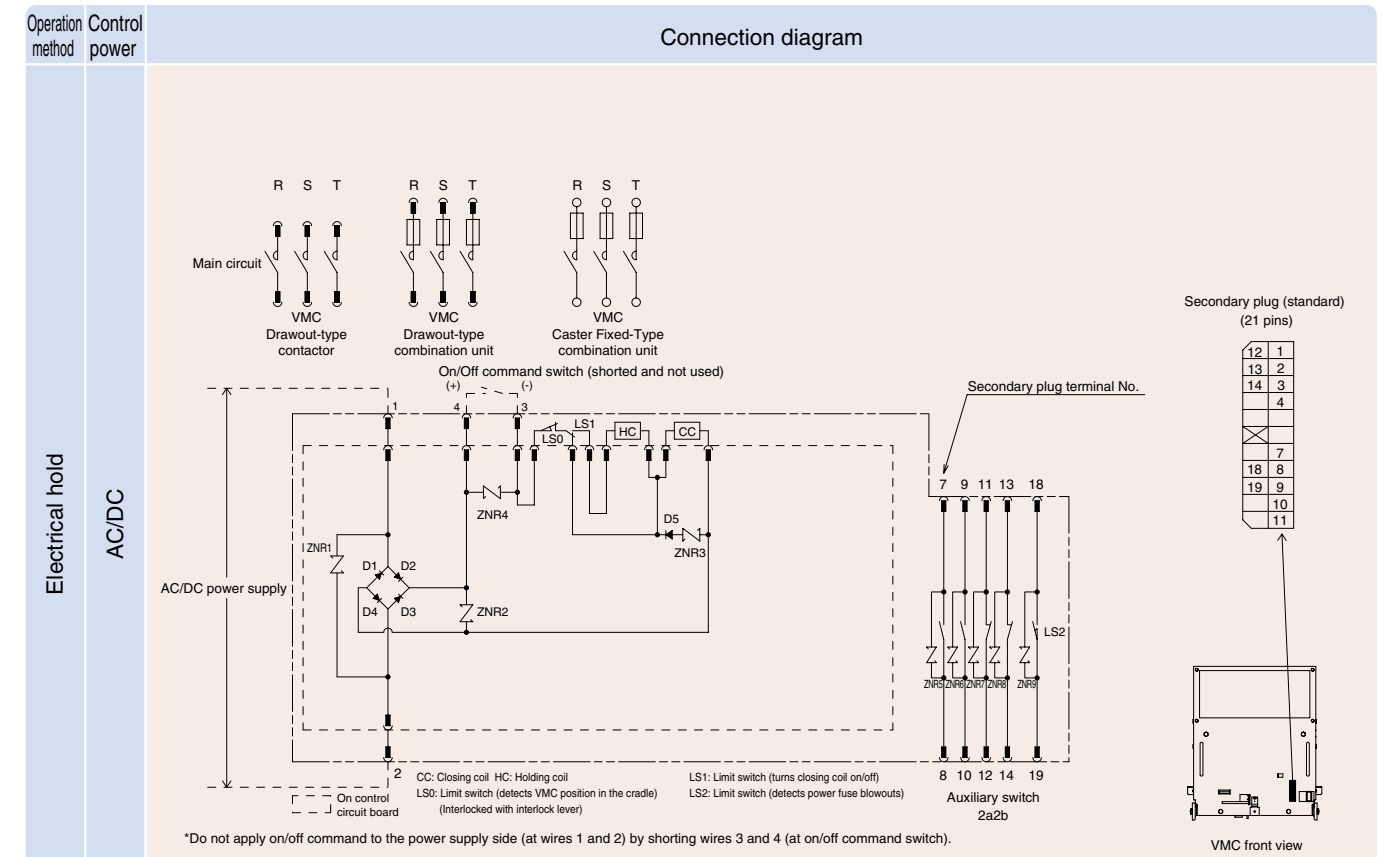 Operation method
Control power
Connection diagram
Electrical hold
AC/DC
R S T
R S T
R S T
Main circuit
VMC
Drawout-type
contactor
VMC
Drawout-type
combination unit
VMC
Caster Fixed-Type
combination unit
On/Off command switch (shorted and not used)
(+) (-)
1 4 3
LS0
LS1
HC
CC
ZNR4
D5
ZNR3
ZNR1
D1 D2
D4 D3
ZNR2
AC/DC power supply
2
Secondary plug terminal No.
7 9 11 13 18
LS2
ZNR5 ZNR6 ZNR7 ZNR8 ZNR9
8 10 12 14 19
Auxiliary switch
2a2b
Secondary plug (standard)
(21 pins)
12 1
13 2
14 3
4
7
18 8
19 9
10
11
VMC front view
On control
circuit board
CC: Closing coil HC: Holding coil
LS0: Limit switch (detects VMC position in the cradle)
(Interlocked with interlock lever)
LS1: Limit switch (turns closing coil on/off)
LS2: Limit switch (detects power fuse blowouts)
*Do not apply on/off command to the power supply side (at wires 1 and 2) by shorting wires 3 and 4 (at on/off command switch).